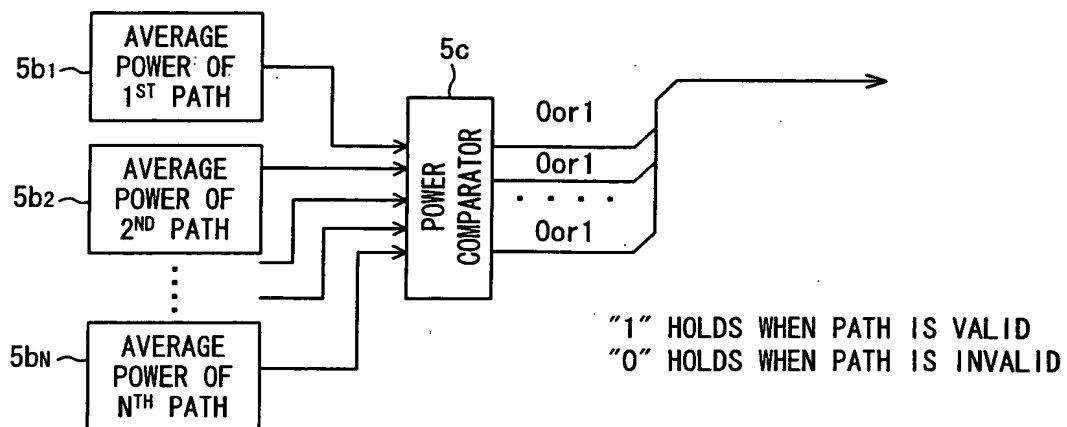 AVERAGE
POWER OF
1ST PATH
5b1
5c
AVERAGE
POWER OF
2ND PATH
5b2
AVERAGE
POWER OF
NTH PATH
5bN
POWER
COMPARATOR
0or1
0or1
0or1
"1" HOLDS WHEN PATH IS VALID
"0" HOLDS WHEN PATH IS INVALID